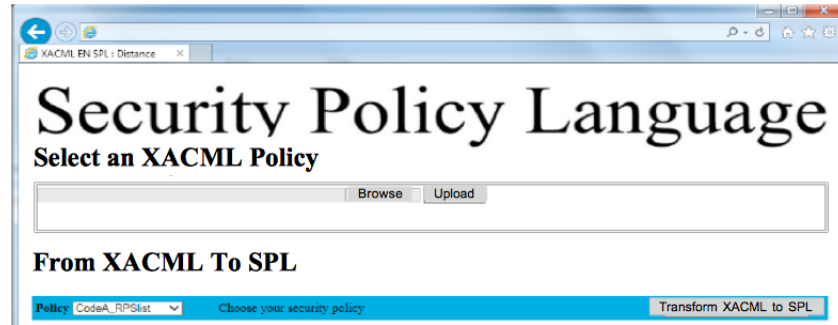 XACML EN SPL : Distance
Security Policy Language
Select an XACML Policy
Browse Upload
From XACML To SPL
Policy CodeA_RPSlist Choose your security policy Transform XACML to SPL